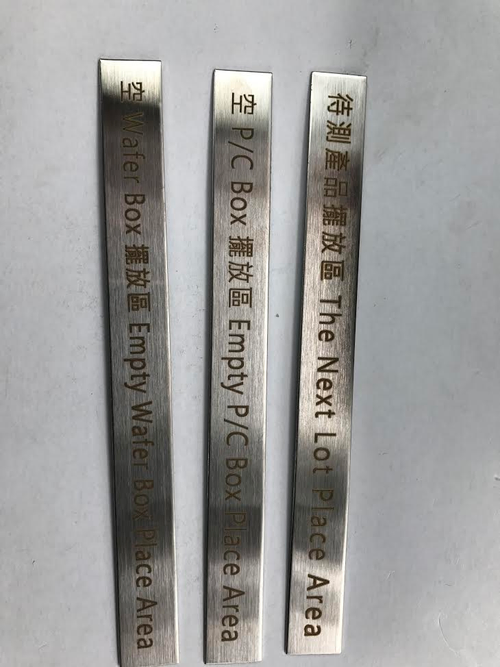 空 Wafer Box 擺放區 Empty Wafer Box Place Area
空 P/C Box 擺放區 Empty P/C Box Place Area
待測產品擺放區 The Next Lot Place Area